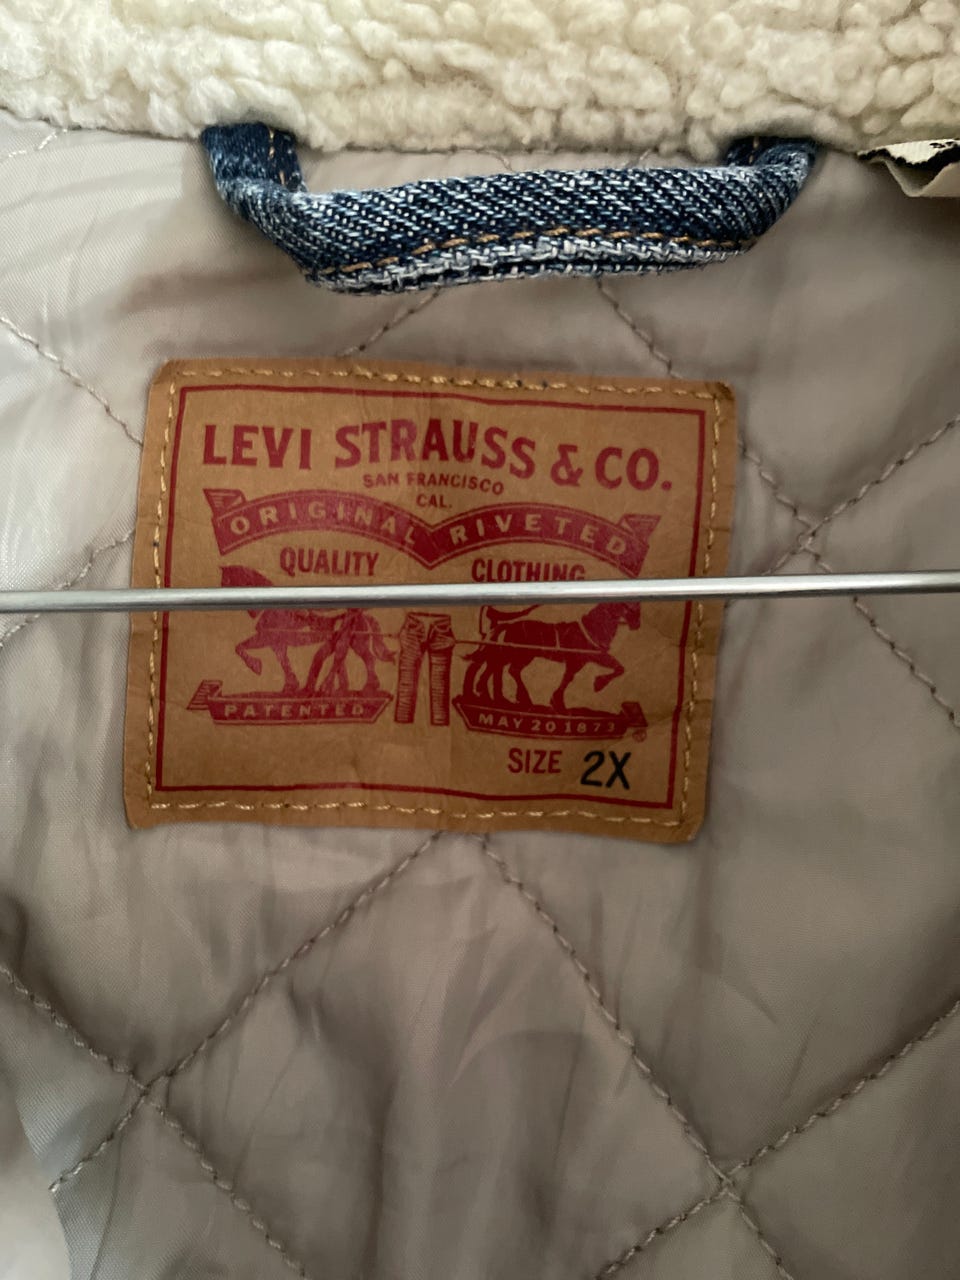 LEVI STRAUSS & CO.
SAN FRANCISCO
CAL.
ORIGINAL RIVETED
QUALITY CLOTHING
PATENTED MAY 20 1873
SIZE 2X